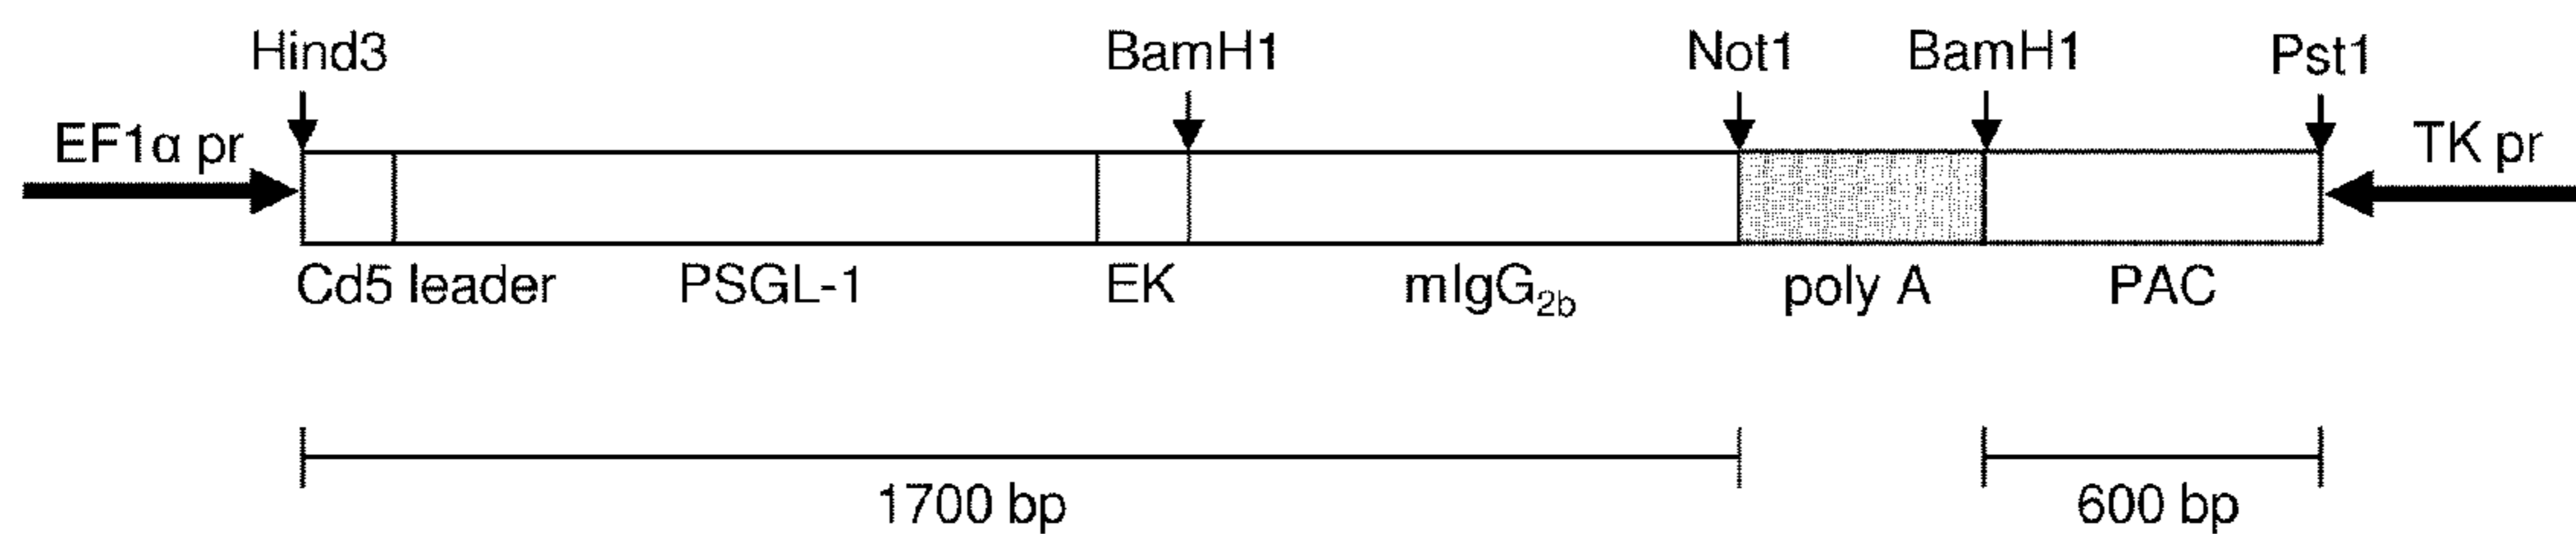 Hind3 BamH1 Not1 BamH1 Pst1
EF1α pr TK pr
Cd5 leader PSGL-1 EK mIgG2b poly A PAC
1700 bp 600 bp